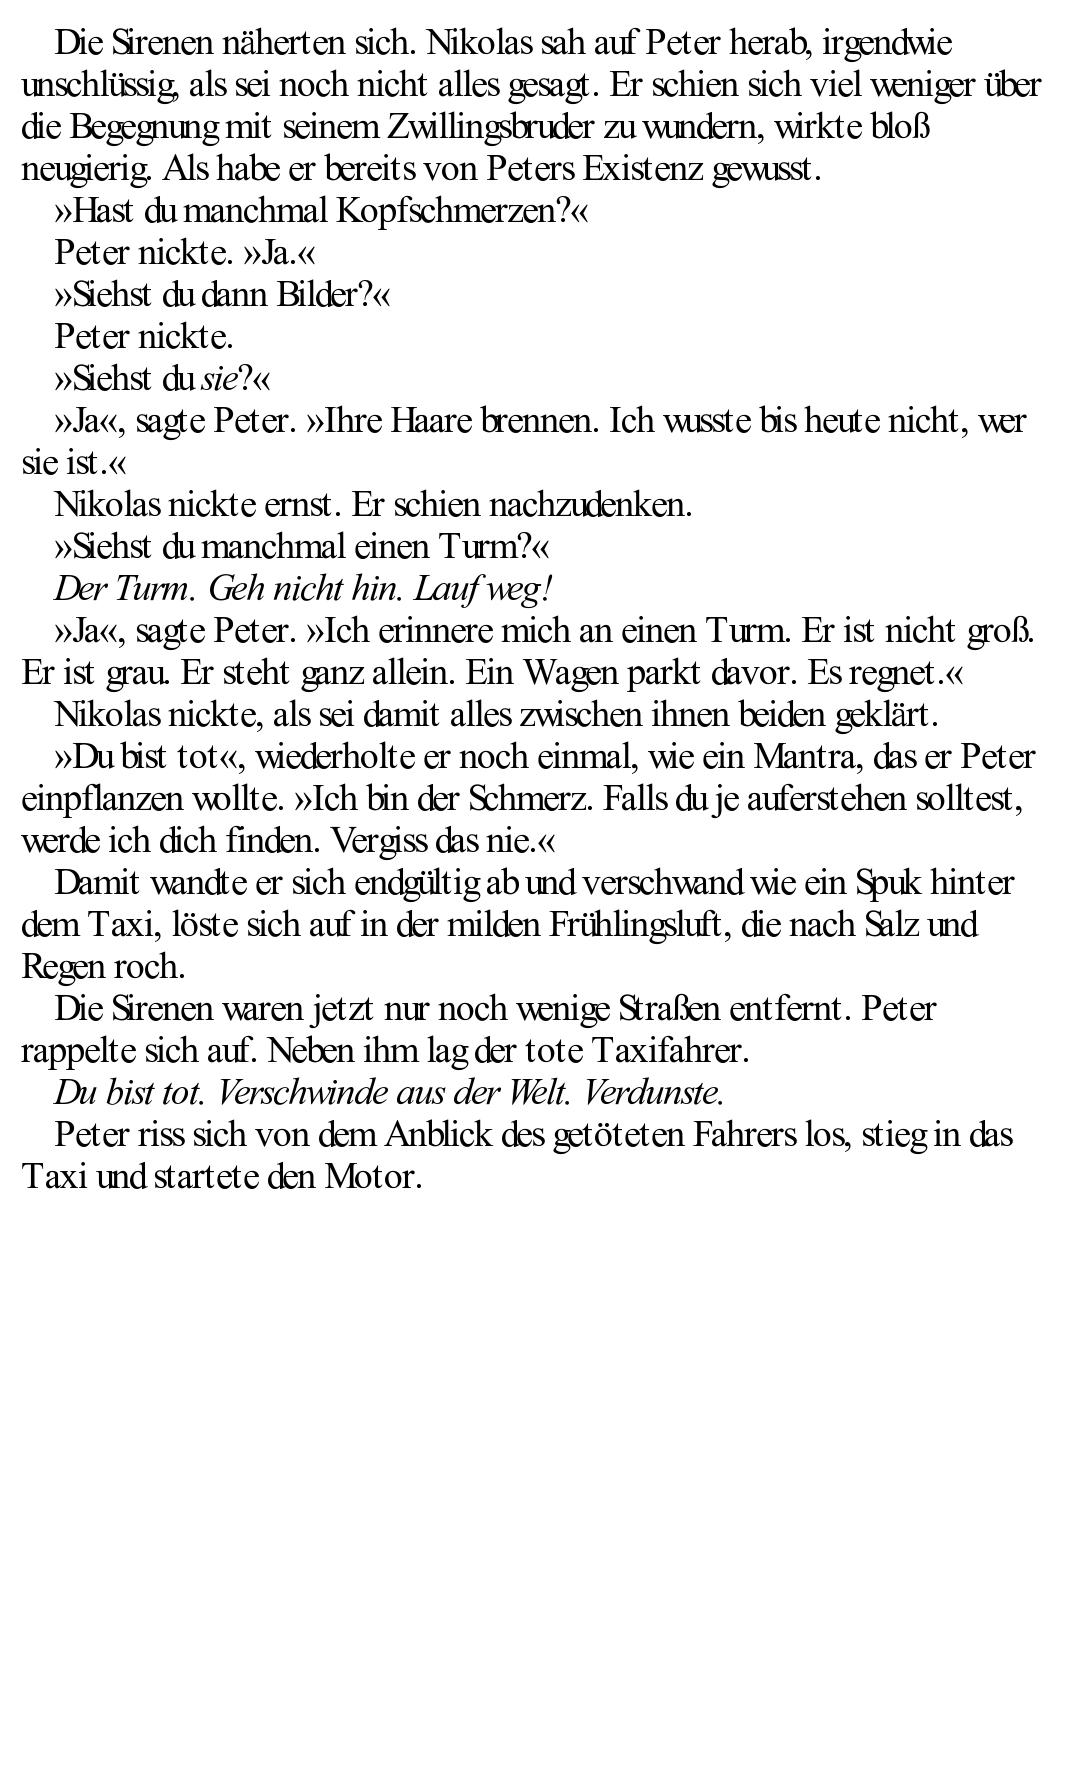 Die Sirenen näherten sich. Nikolas sah auf Peter herab, irgendwie
unschlüssig, als sei noch nicht alles gesagt. Er schien sich viel weniger über
die Begegnung mit seinem Zwillingsbruder zu wundern, wirkte bloß
neugierig. Als habe er bereits von Peters Existenz gewusst.
»Hast du manchmal Kopfschmerzen?«
Peter nickte. »Ja.«
»Siehst du dann Bilder?«
Peter nickte.
»Siehst du sie?«
»Ja«, sagte Peter. »Ihre Haare brennen. Ich wusste bis heute nicht, wer
sie ist.«
Nikolas nickte ernst. Er schien nachzudenken.
»Siehst du manchmal einen Turm?«
Der Turm. Geh nicht hin. Lauf weg!
»Ja«, sagte Peter. »Ich erinnere mich an einen Turm. Er ist nicht groß.
Er ist grau. Er steht ganz allein. Ein Wagen parkt davor. Es regnet.«
Nikolas nickte, als sei damit alles zwischen ihnen beiden geklärt.
»Du bist tot«, wiederholte er noch einmal, wie ein Mantra, das er Peter
einpflanzen wollte. »Ich bin der Schmerz. Falls du je auferstehen solltest,
werde ich dich finden. Vergiss das nie.«
Damit wandte er sich endgültig ab und verschwand wie ein Spuk hinter
dem Taxi, löste sich auf in der milden Frühlingsluft, die nach Salz und
Regen roch.
Die Sirenen waren jetzt nur noch wenige Straßen entfernt. Peter
rappelte sich auf. Neben ihm lag der tote Taxifahrer.
Du bist tot. Verschwinde aus der Welt. Verdunste.
Peter riss sich von dem Anblick des getöteten Fahrers los, stieg in das
Taxi und startete den Motor.